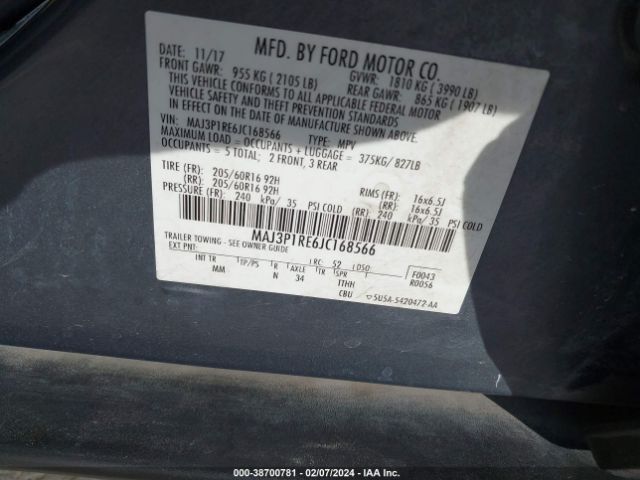 MFD. BY FORD MOTOR CO.
DATE: 11/17 GVWR: 1810 KG ( 3990 LB)
FRONT GAWR: 955 KG ( 2105 LB) REAR GAWR: 865 KG ( 1907 LB)
THIS VEHICLE CONFORMS TO ALL APPLICABLE FEDERAL MOTOR
VEHICLE SAFETY AND THEFT PREVENTION STANDARDS
IN EFFECT ON THE DATE OF MANUFACTURE SHOWN ABOVE.
VIN: MAJ3P1RE6JC168566 TYPE: MPV
MAXIMUM LOAD = OCCUPANTS + LUGGAGE = 375KG/827LB
OCCUPANTS = 5 TOTAL; 2 FRONT, 3 REAR
TIRE (FR): 205/60R16 92H RIMS (FR): 16x6.5J
(RR): 205/60R16 92H (RR): 16x6.5J
PRESSURE (FR): 240 kPa/ 35 PSI COLD (RR): 240 kPa/ 35 PSI COLD
MAJ3P1RE6JC168566
TRAILER TOWING - SEE OWNER GUIDE
EXT PNT: RC: 52 DSO: F0043
INT TR TP/PS R AXLE TR SPR R0056
MM N 34 TTHH
CBU 5U5A-5420472-AA
000-38700781 - 02/07/2024 - IAA Inc.